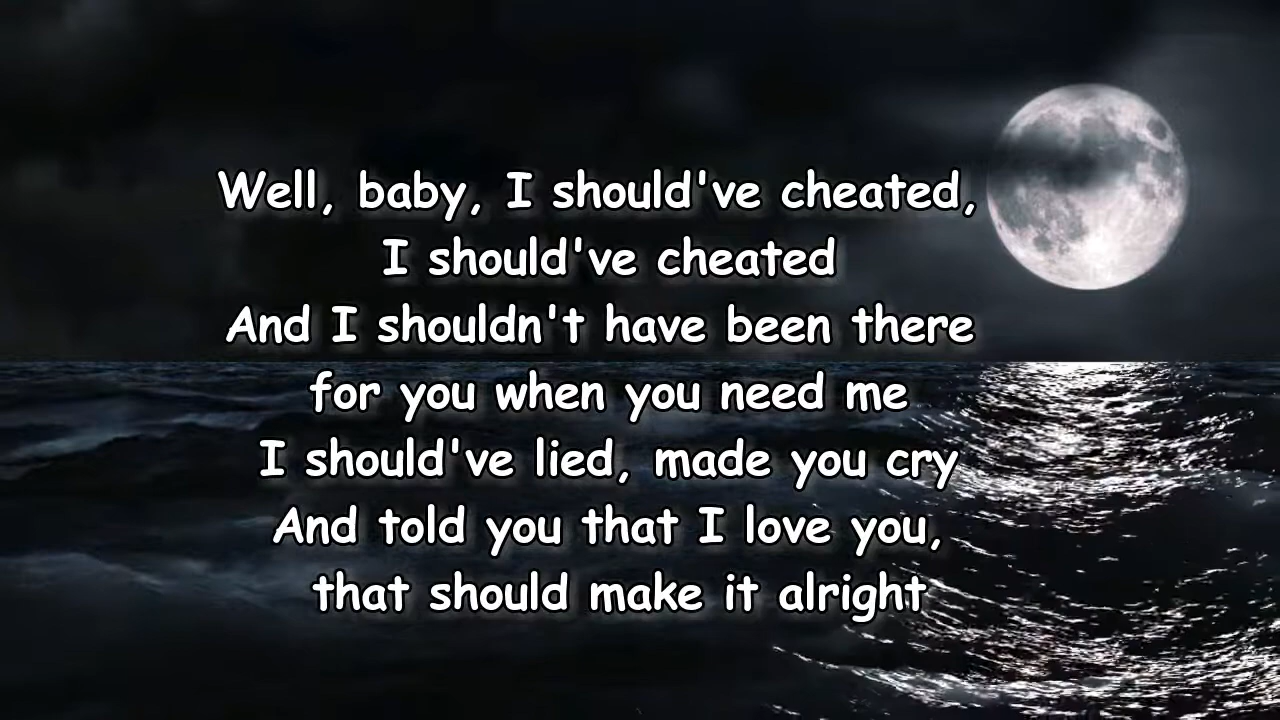 Well, baby, I should've cheated,
I should've cheated
And I shouldn't have been there
for you when you need me
I should've lied, made you cry
And told you that I love you,
that should make it alright